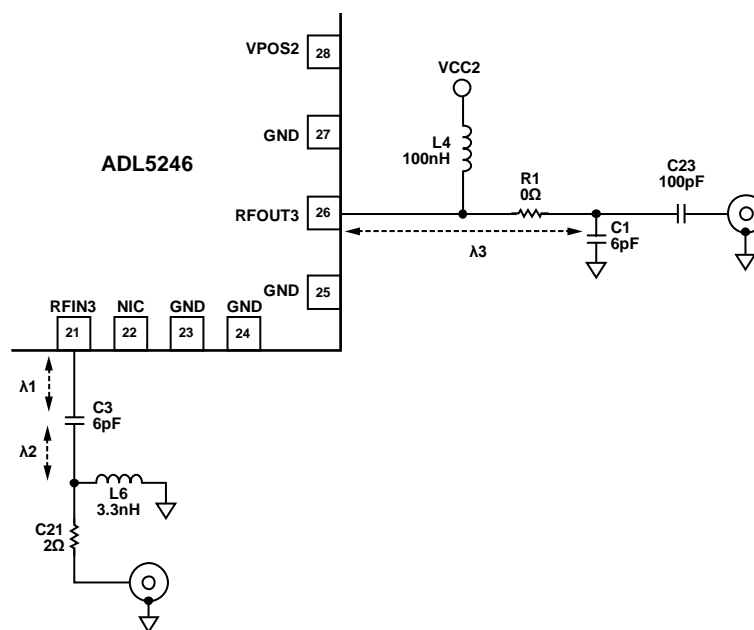 VPOS2
28
VCC2
GND
27
L4
100nH
ADL5246
C23
100pF
R1
0Ω
RFOUT3
26
C1
6pF
λ3
GND
25
RFIN3
NIC
GND
GND
21
22
23
24
λ1
C3
6pF
λ2
L6
3.3nH
C21
2Ω